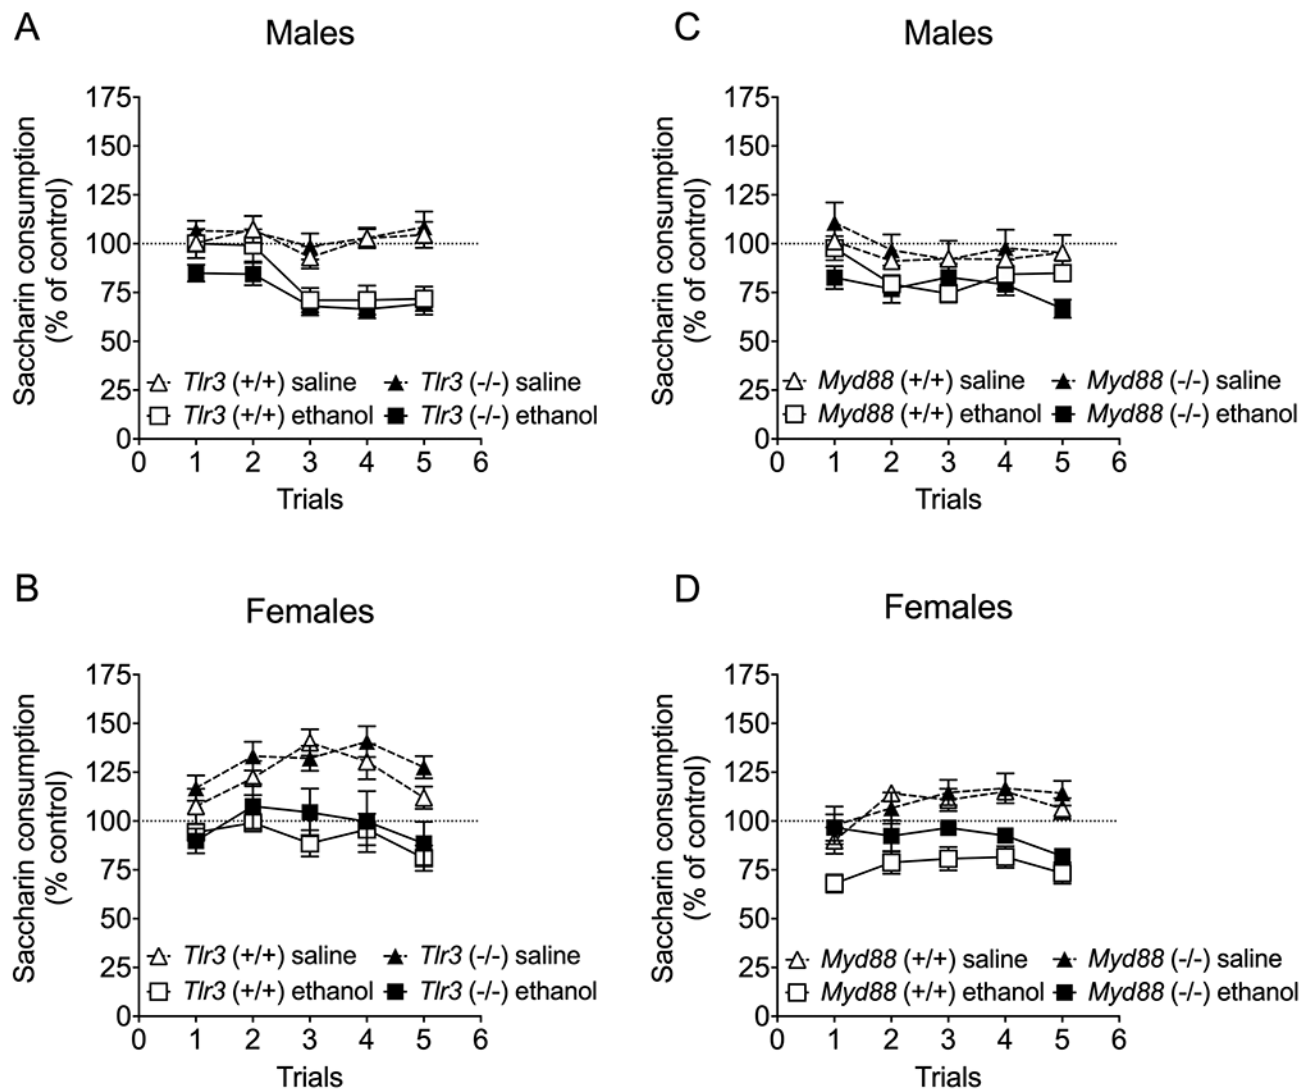 A
Males
Saccharin consumption
(% of control)
175
150
125
100
75
50
25
0
Tlr3 (+/+) saline
Tlr3 (-/-) saline
Tlr3 (+/+) ethanol
Tlr3 (-/-) ethanol
0 1 2 3 4 5 6
Trials
C
Males
Saccharin consumption
(% of control)
175
150
125
100
75
50
25
0
Myd88 (+/+) saline
Myd88 (-/-) saline
Myd88 (+/+) ethanol
Myd88 (-/-) ethanol
0 1 2 3 4 5 6
Trials
B
Females
Saccharin consumption
(% control)
175
150
125
100
75
50
25
0
Tlr3 (+/+) saline
Tlr3 (-/-) saline
Tlr3 (+/+) ethanol
Tlr3 (-/-) ethanol
0 1 2 3 4 5 6
Trials
D
Females
Saccharin consumption
(% of control)
175
150
125
100
75
50
25
0
Myd88 (+/+) saline
Myd88 (-/-) saline
Myd88 (+/+) ethanol
Myd88 (-/-) ethanol
0 1 2 3 4 5 6
Trials